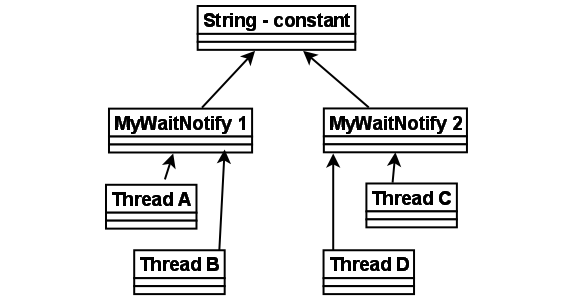 String - constant
MyWaitNotify 1
MyWaitNotify 2
Thread A
Thread C
Thread B
Thread D